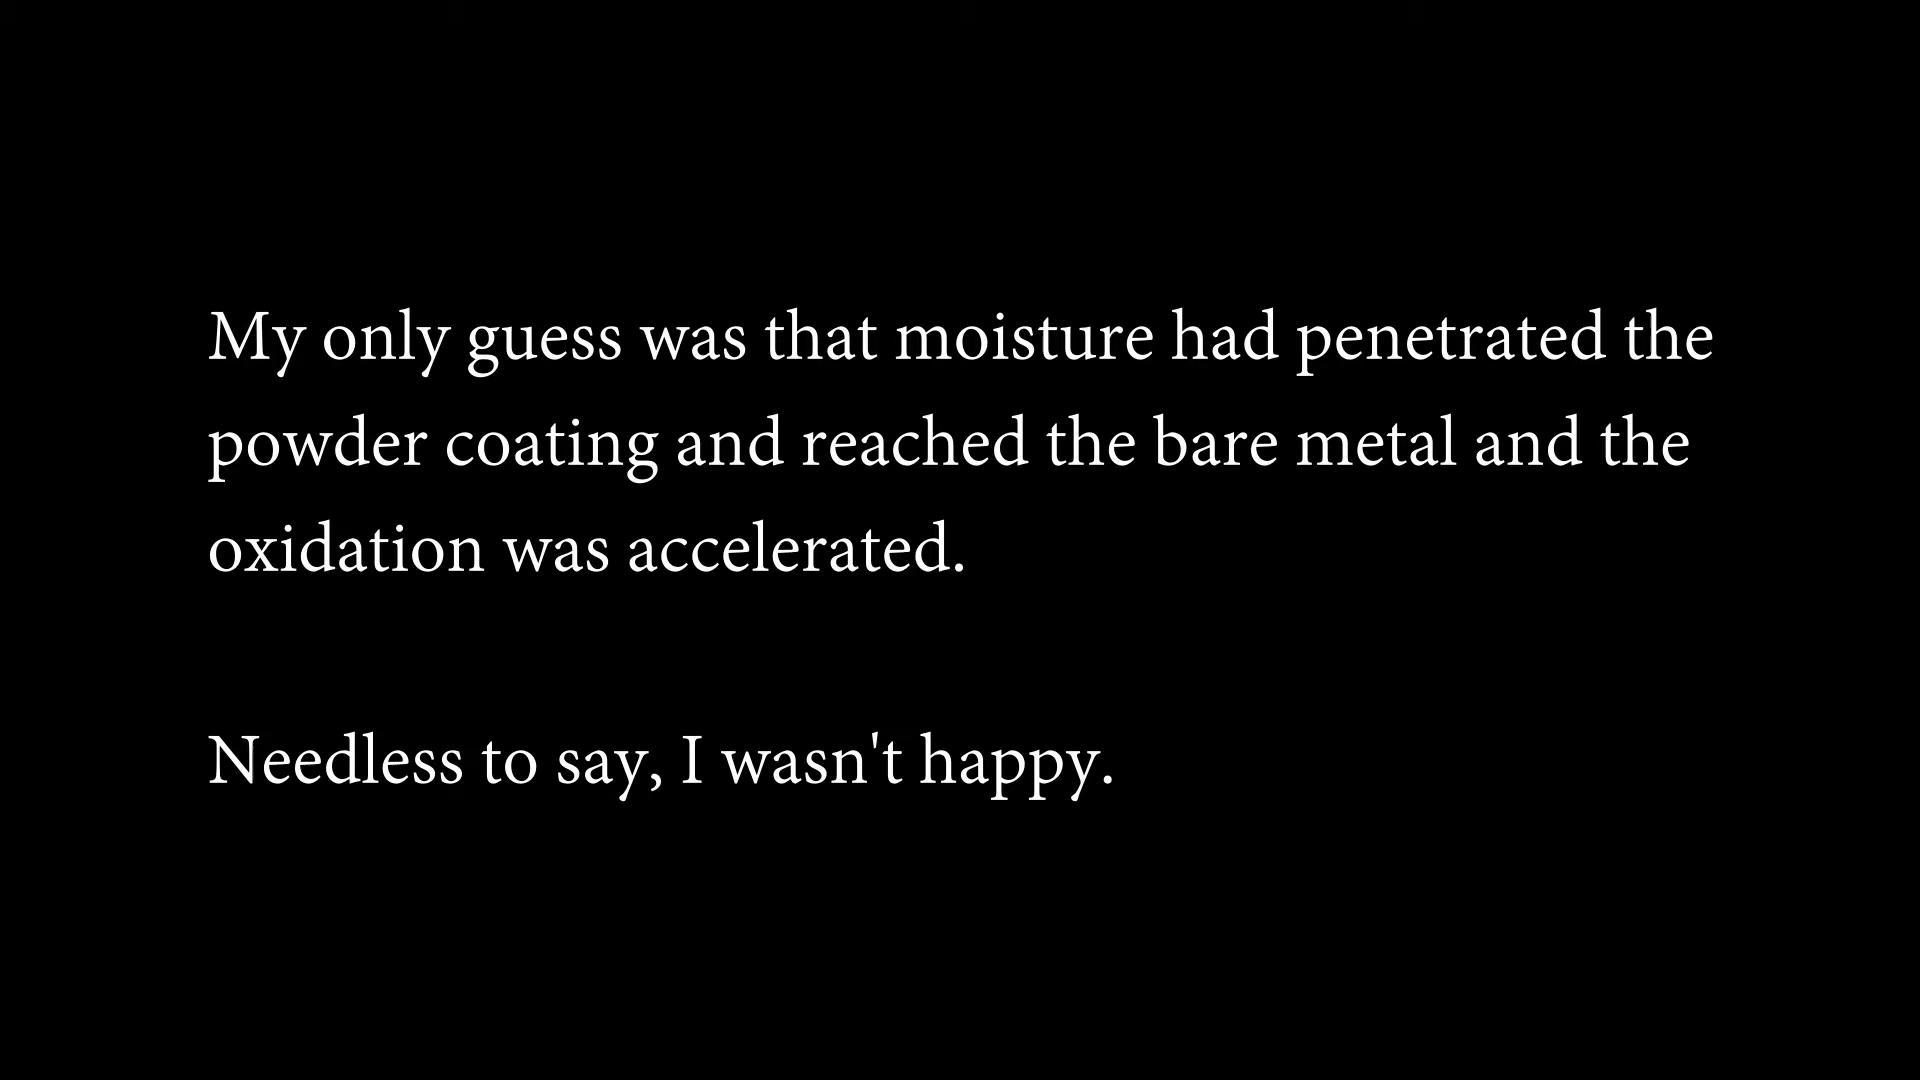 My only guess was that moisture had penetrated the
powder coating and reached the bare metal and the
oxidation was accelerated.
Needless to say, I wasn't happy.